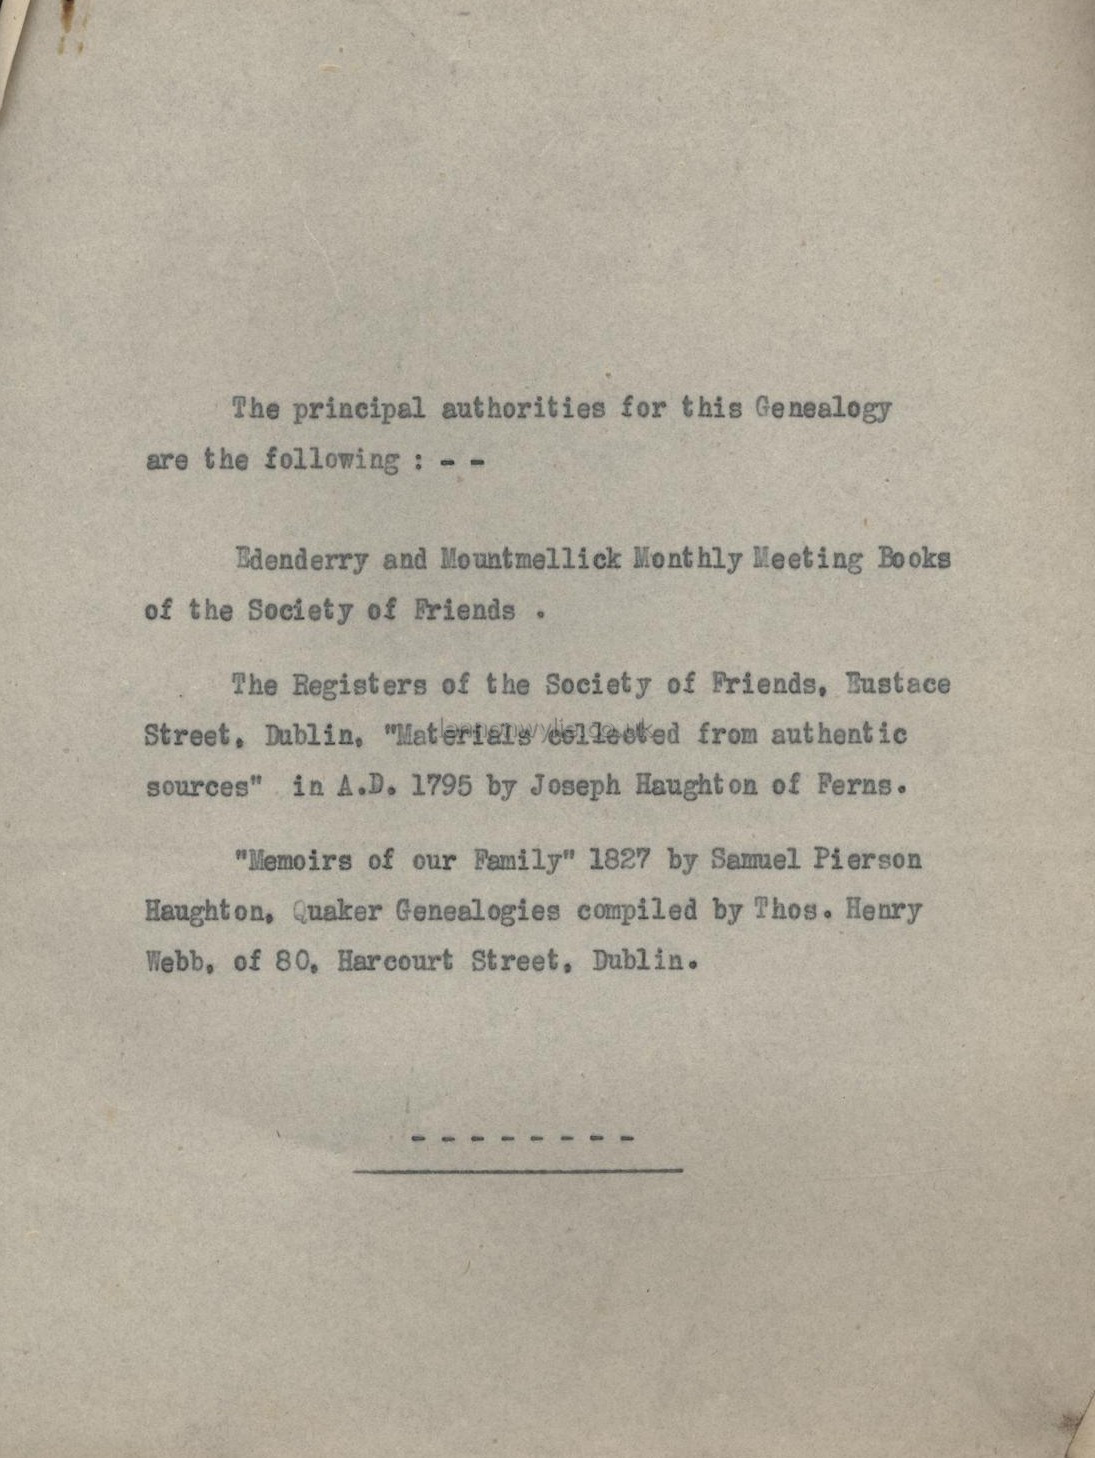 The principal authorities for this Genealogy
are the following : - -
Edenderry and Mountmellick Monthly Meeting Books
of the Society of Friends .
The Registers of the Society of Friends, Eustace
Street, Dublin, "Materials collected from authentic
sources" in A.D. 1795 by Joseph Haughton of Ferns.
"Memoirs of our Family" 1827 by Samuel Pierson
Haughton, Quaker Genealogies compiled by Thos. Henry
Webb, of 80, Harcourt Street, Dublin.
- - - - - - - -